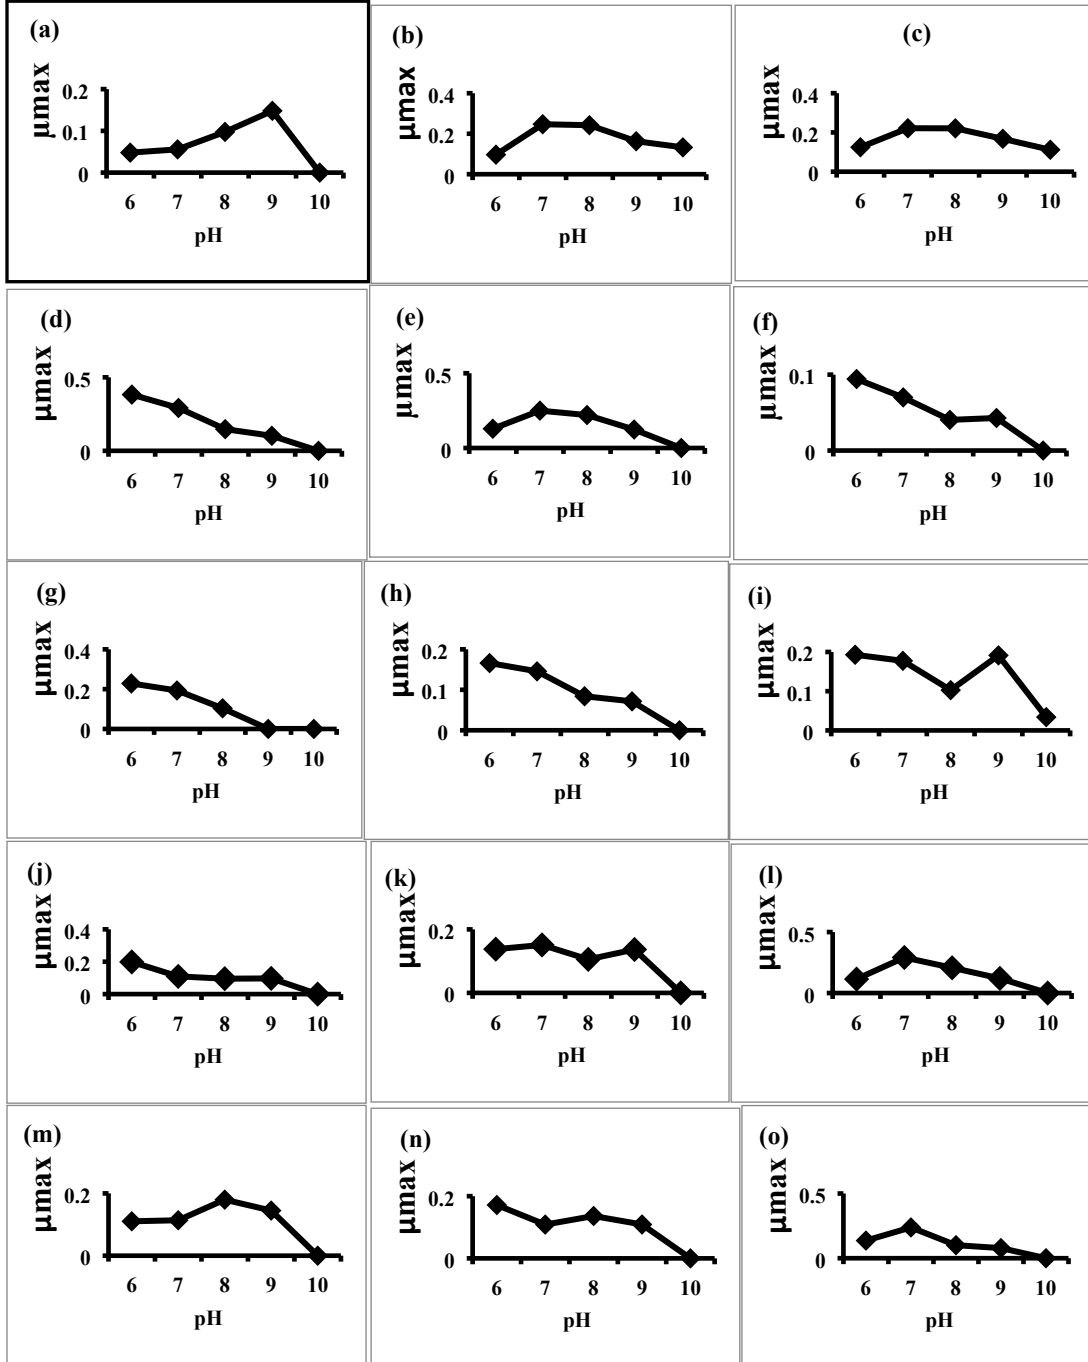 (a)
μmax
0.2
0.1
0
6 7 8 9 10
pH
(b)
μmax
0.4
0.2
0
6 7 8 9 10
pH
(c)
μmax
0.4
0.2
0
6 7 8 9 10
pH
(d)
μmax
0.5
0
6 7 8 9 10
pH
(e)
μmax
0.5
0
6 7 8 9 10
pH
(f)
μmax
0.1
0
6 7 8 9 10
pH
(g)
μmax
0.4
0.2
0
6 7 8 9 10
pH
(h)
μmax
0.2
0.1
0
6 7 8 9 10
pH
(i)
μmax
0.2
0.1
0
6 7 8 9 10
pH
(j)
μmax
0.4
0.2
0
6 7 8 9 10
pH
(k)
μmax
0.2
0
6 7 8 9 10
pH
(l)
μmax
0.5
0
6 7 8 9 10
pH
(m)
μmax
0.2
0
6 7 8 9 10
pH
(n)
μmax
0.2
0
6 7 8 9 10
pH
(o)
μmax
0.5
0
6 7 8 9 10
pH